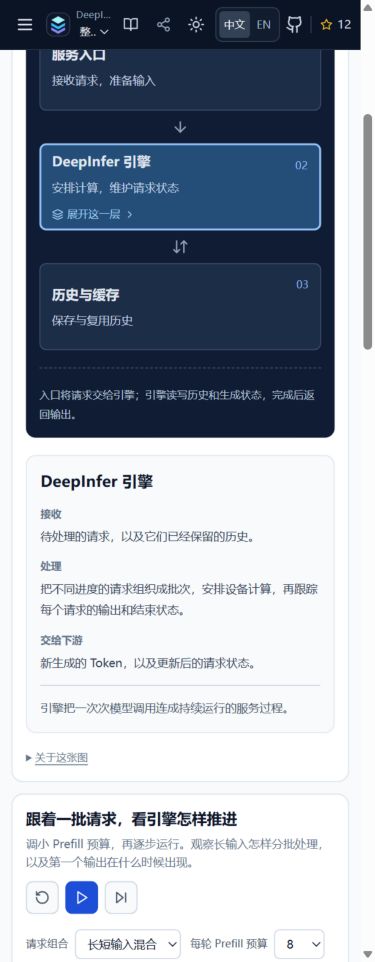 DeepI...
整..
中文
EN
12
服务入口
接收请求，准备输入
DeepInfer 引擎
02
安排计算，维护请求状态
展开这一层
历史与缓存
03
保存与复用历史
入口将请求交给引擎；引擎读写历史和生成状态，完成后返
回输出。
DeepInfer 引擎
接收
待处理的请求，以及它们已经保留的历史。
处理
把不同进度的请求组织成批次，安排设备计算，再跟踪
每个请求的输出和结束状态。
交给下游
新生成的 Token，以及更新后的请求状态。
引擎把一次次模型调用连成持续运行的服务过程。
关于这张图
跟着一批请求，看引擎怎样推进
调小 Prefill 预算，再逐步运行。观察长输入怎样分批处理，
以及第一个输出在什么时候出现。
请求组合 长短输入混合 每轮 Prefill 预算 8